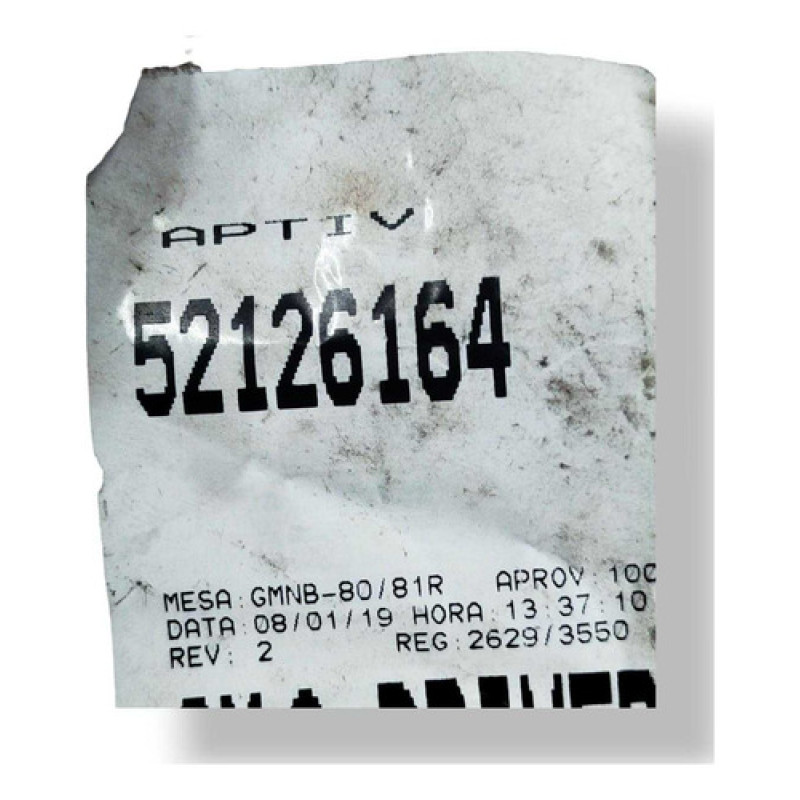 APTIV
52126164
MESA:GMNB-80/81R APROV:100
DATA:08/01/19 HORA:13:37:10
REV: 2 REG:2629/3550